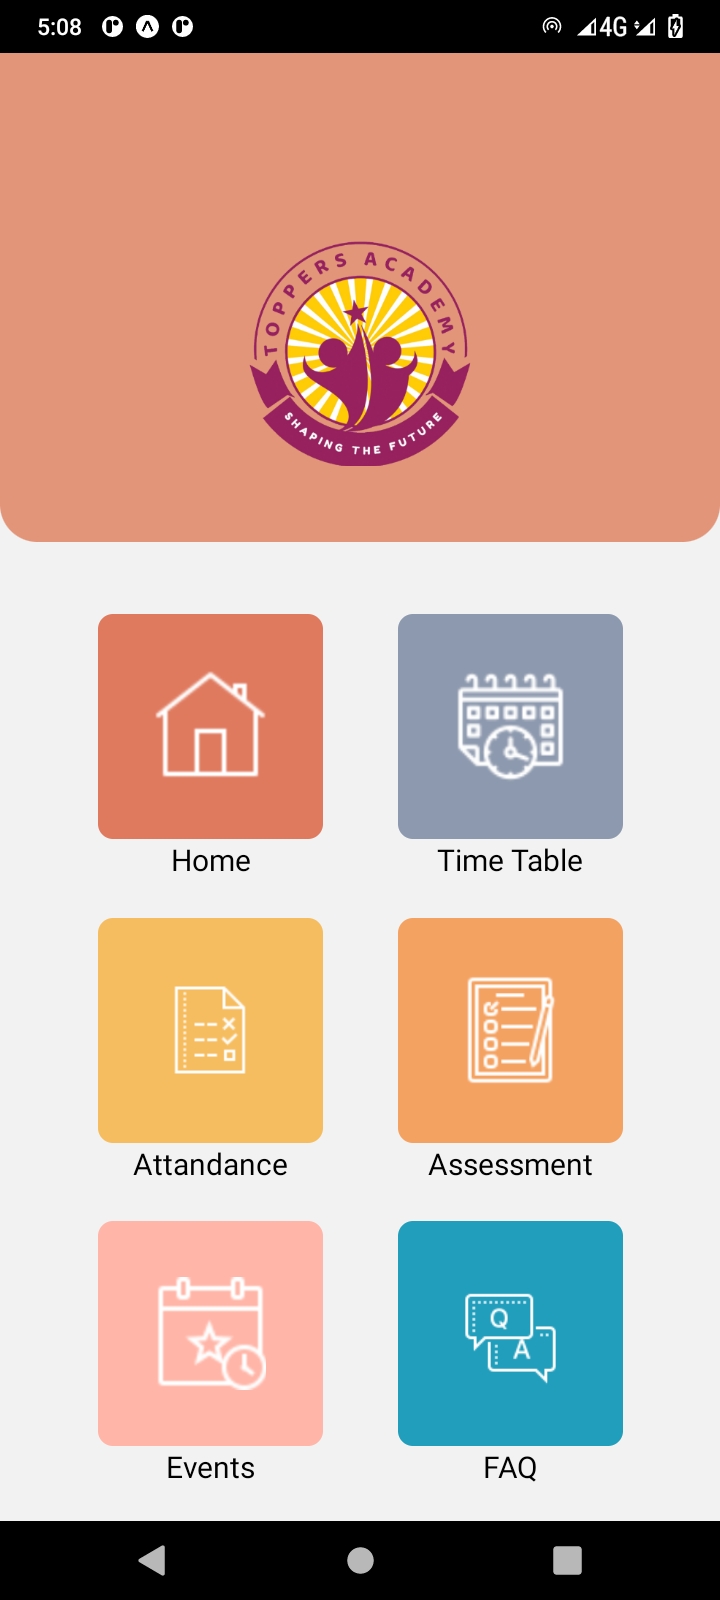 5:08
4G
TOPPERS ACADEMY
SHAPING THE FUTURE
Home
Time Table
Attandance
Assessment
Q
A
Events
FAQ